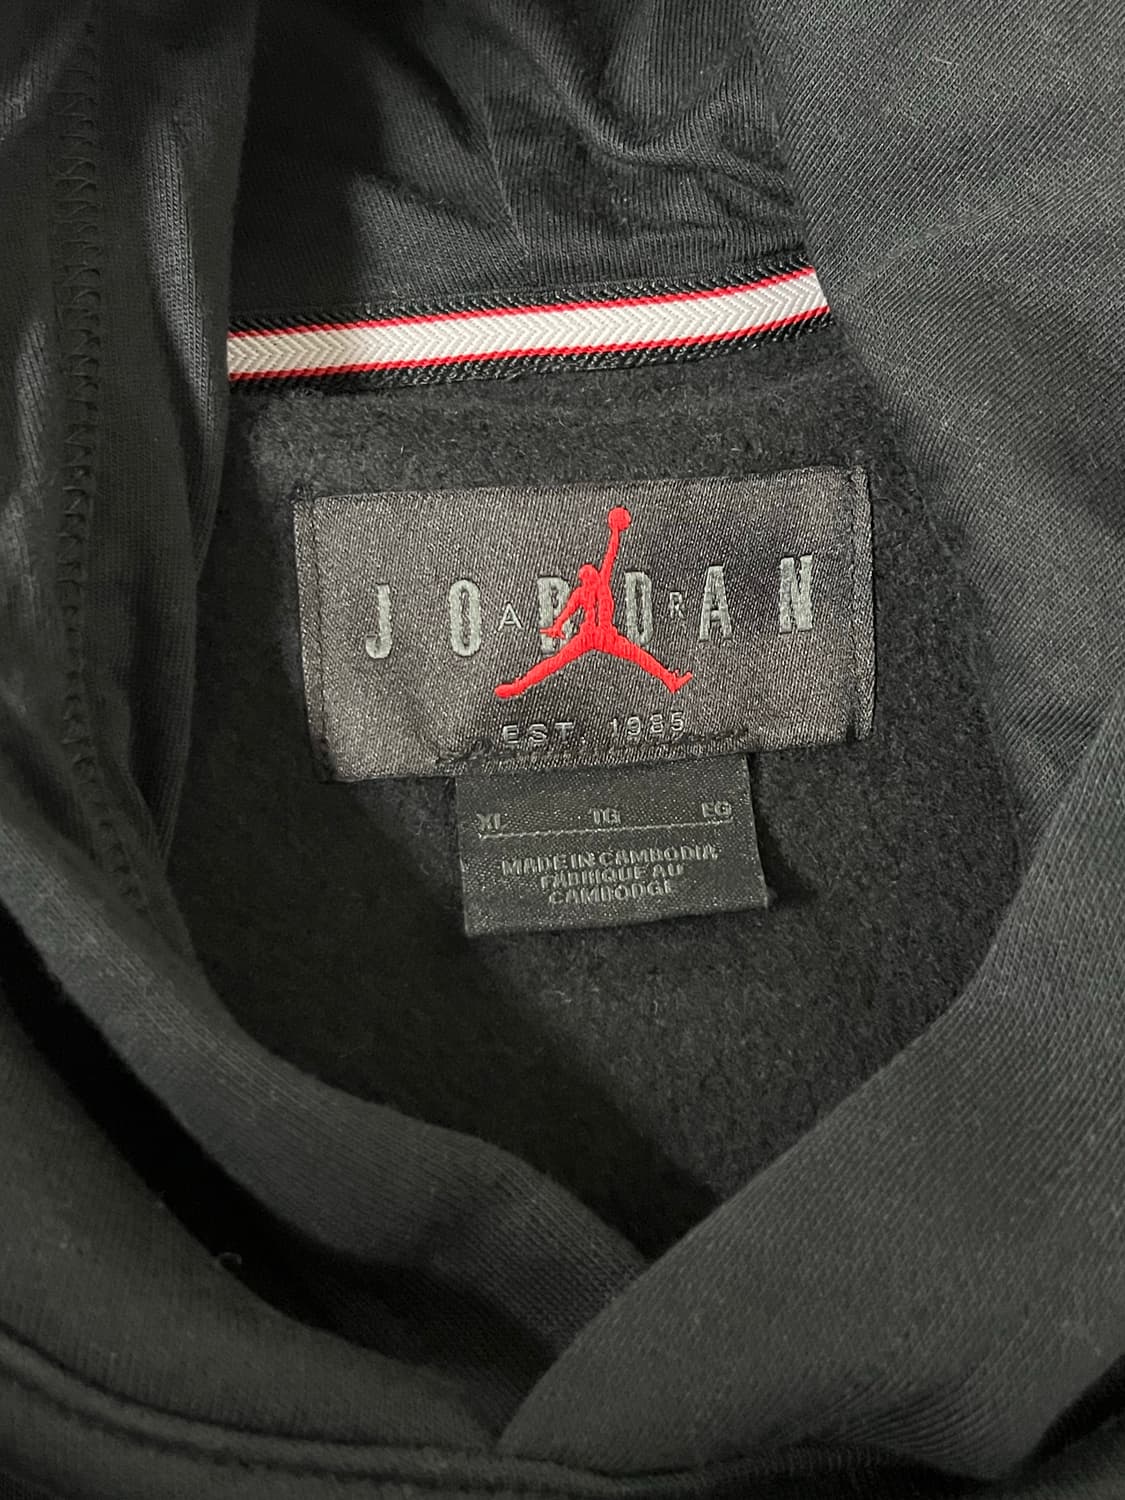 JORDAN
AIR
EST. 1985
XL TG EG
MADE IN CAMBODIA
FABRIQUE AU
CAMBODGE